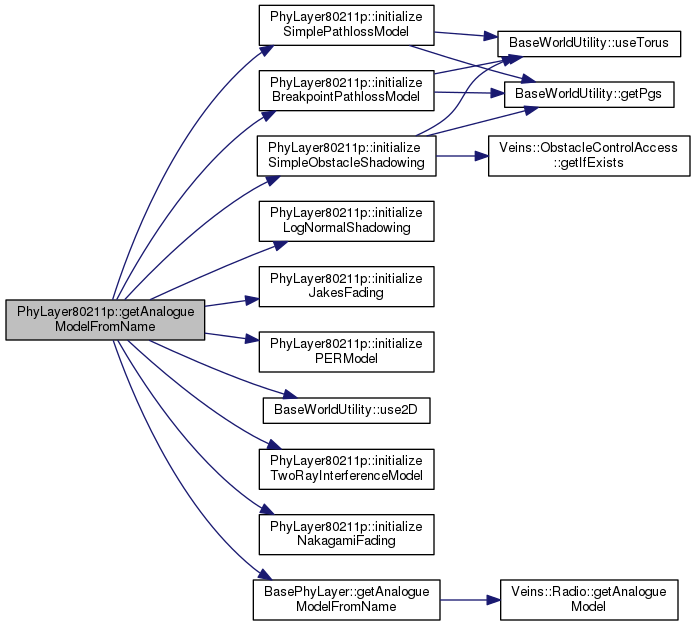 PhyLayer80211p::getAnalogue
ModelFromName
PhyLayer80211p::initialize
SimplePathlossModel
PhyLayer80211p::initialize
BreakpointPathlossModel
PhyLayer80211p::initialize
SimpleObstacleShadowing
PhyLayer80211p::initialize
LogNormalShadowing
PhyLayer80211p::initialize
JakesFading
PhyLayer80211p::initialize
PERModel
BaseWorldUtility::use2D
PhyLayer80211p::initialize
TwoRayInterferenceModel
PhyLayer80211p::initialize
NakagamiFading
BasePhyLayer::getAnalogue
ModelFromName
BaseWorldUtility::useTorus
BaseWorldUtility::getPgs
Veins::ObstacleControlAccess
::getIfExists
Veins::Radio::getAnalogue
Model